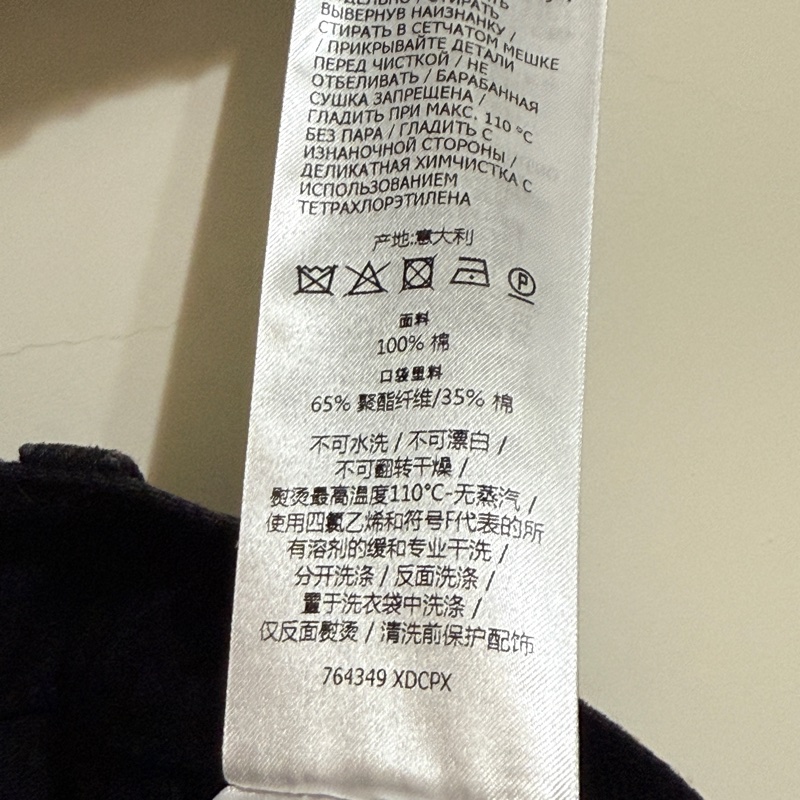 СТИРАТЬ
ВЫВЕРНУВ НАИЗНАНКУ /
СТИРАТЬ В СЕТЧАТОМ МЕШКЕ
/ ПРИКРЫВАЙТЕ ДЕТАЛИ
ПЕРЕД ЧИСТКОЙ / НЕ
ОТБЕЛИВАТЬ / БАРАБАННАЯ
СУШКА ЗАПРЕЩЕНА /
ГЛАДИТЬ ПРИ МАКС. 110 °C
БЕЗ ПАРА / ГЛАДИТЬ С
ИЗНАНОЧНОЙ СТОРОНЫ /
ДЕЛИКАТНАЯ ХИМЧИСТКА С
ИСПОЛЬЗОВАНИЕМ
ТЕТРАХЛОРЭТИЛЕНА
产地:意大利
P
面料
100% 棉
口袋里料
65% 聚酯纤维/35% 棉
不可水洗 / 不可漂白 /
不可翻转干燥 /
熨烫最高温度110°C-无蒸汽 /
使用四氯乙烯和符号F代表的所
有溶剂的缓和专业干洗 /
分开洗涤 / 反面洗涤 /
置于洗衣袋中洗涤 /
仅反面熨烫 / 清洗前保护配饰
764349 XDCPX